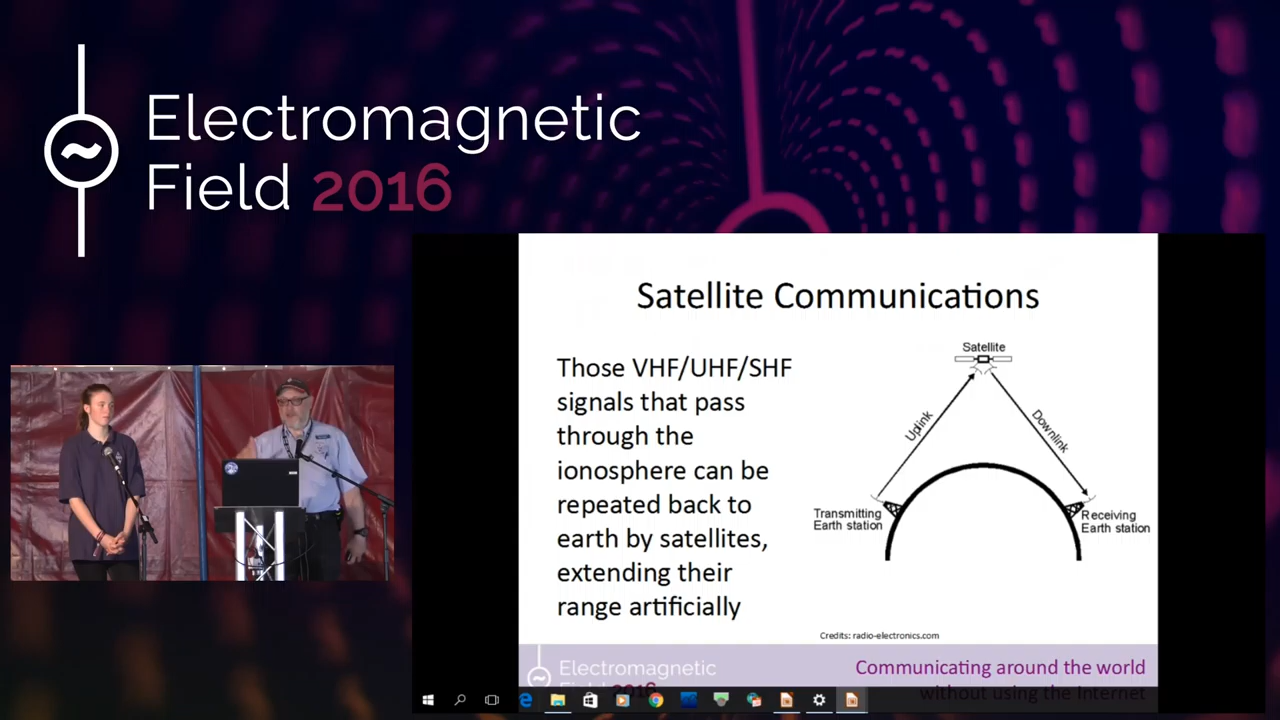 Electromagnetic
Field 2016
Satellite Communications
Those VHF/UHF/SHF
signals that pass
through the
ionosphere can be
repeated back to
earth by satellites,
extending their
range artificially
Satellite
Uplink
Downlink
Transmitting
Earth station
Receiving
Earth station
Credits: radio-electronics.com
Electromagnetic
Field 2016
Communicating around the world
without using the Internet